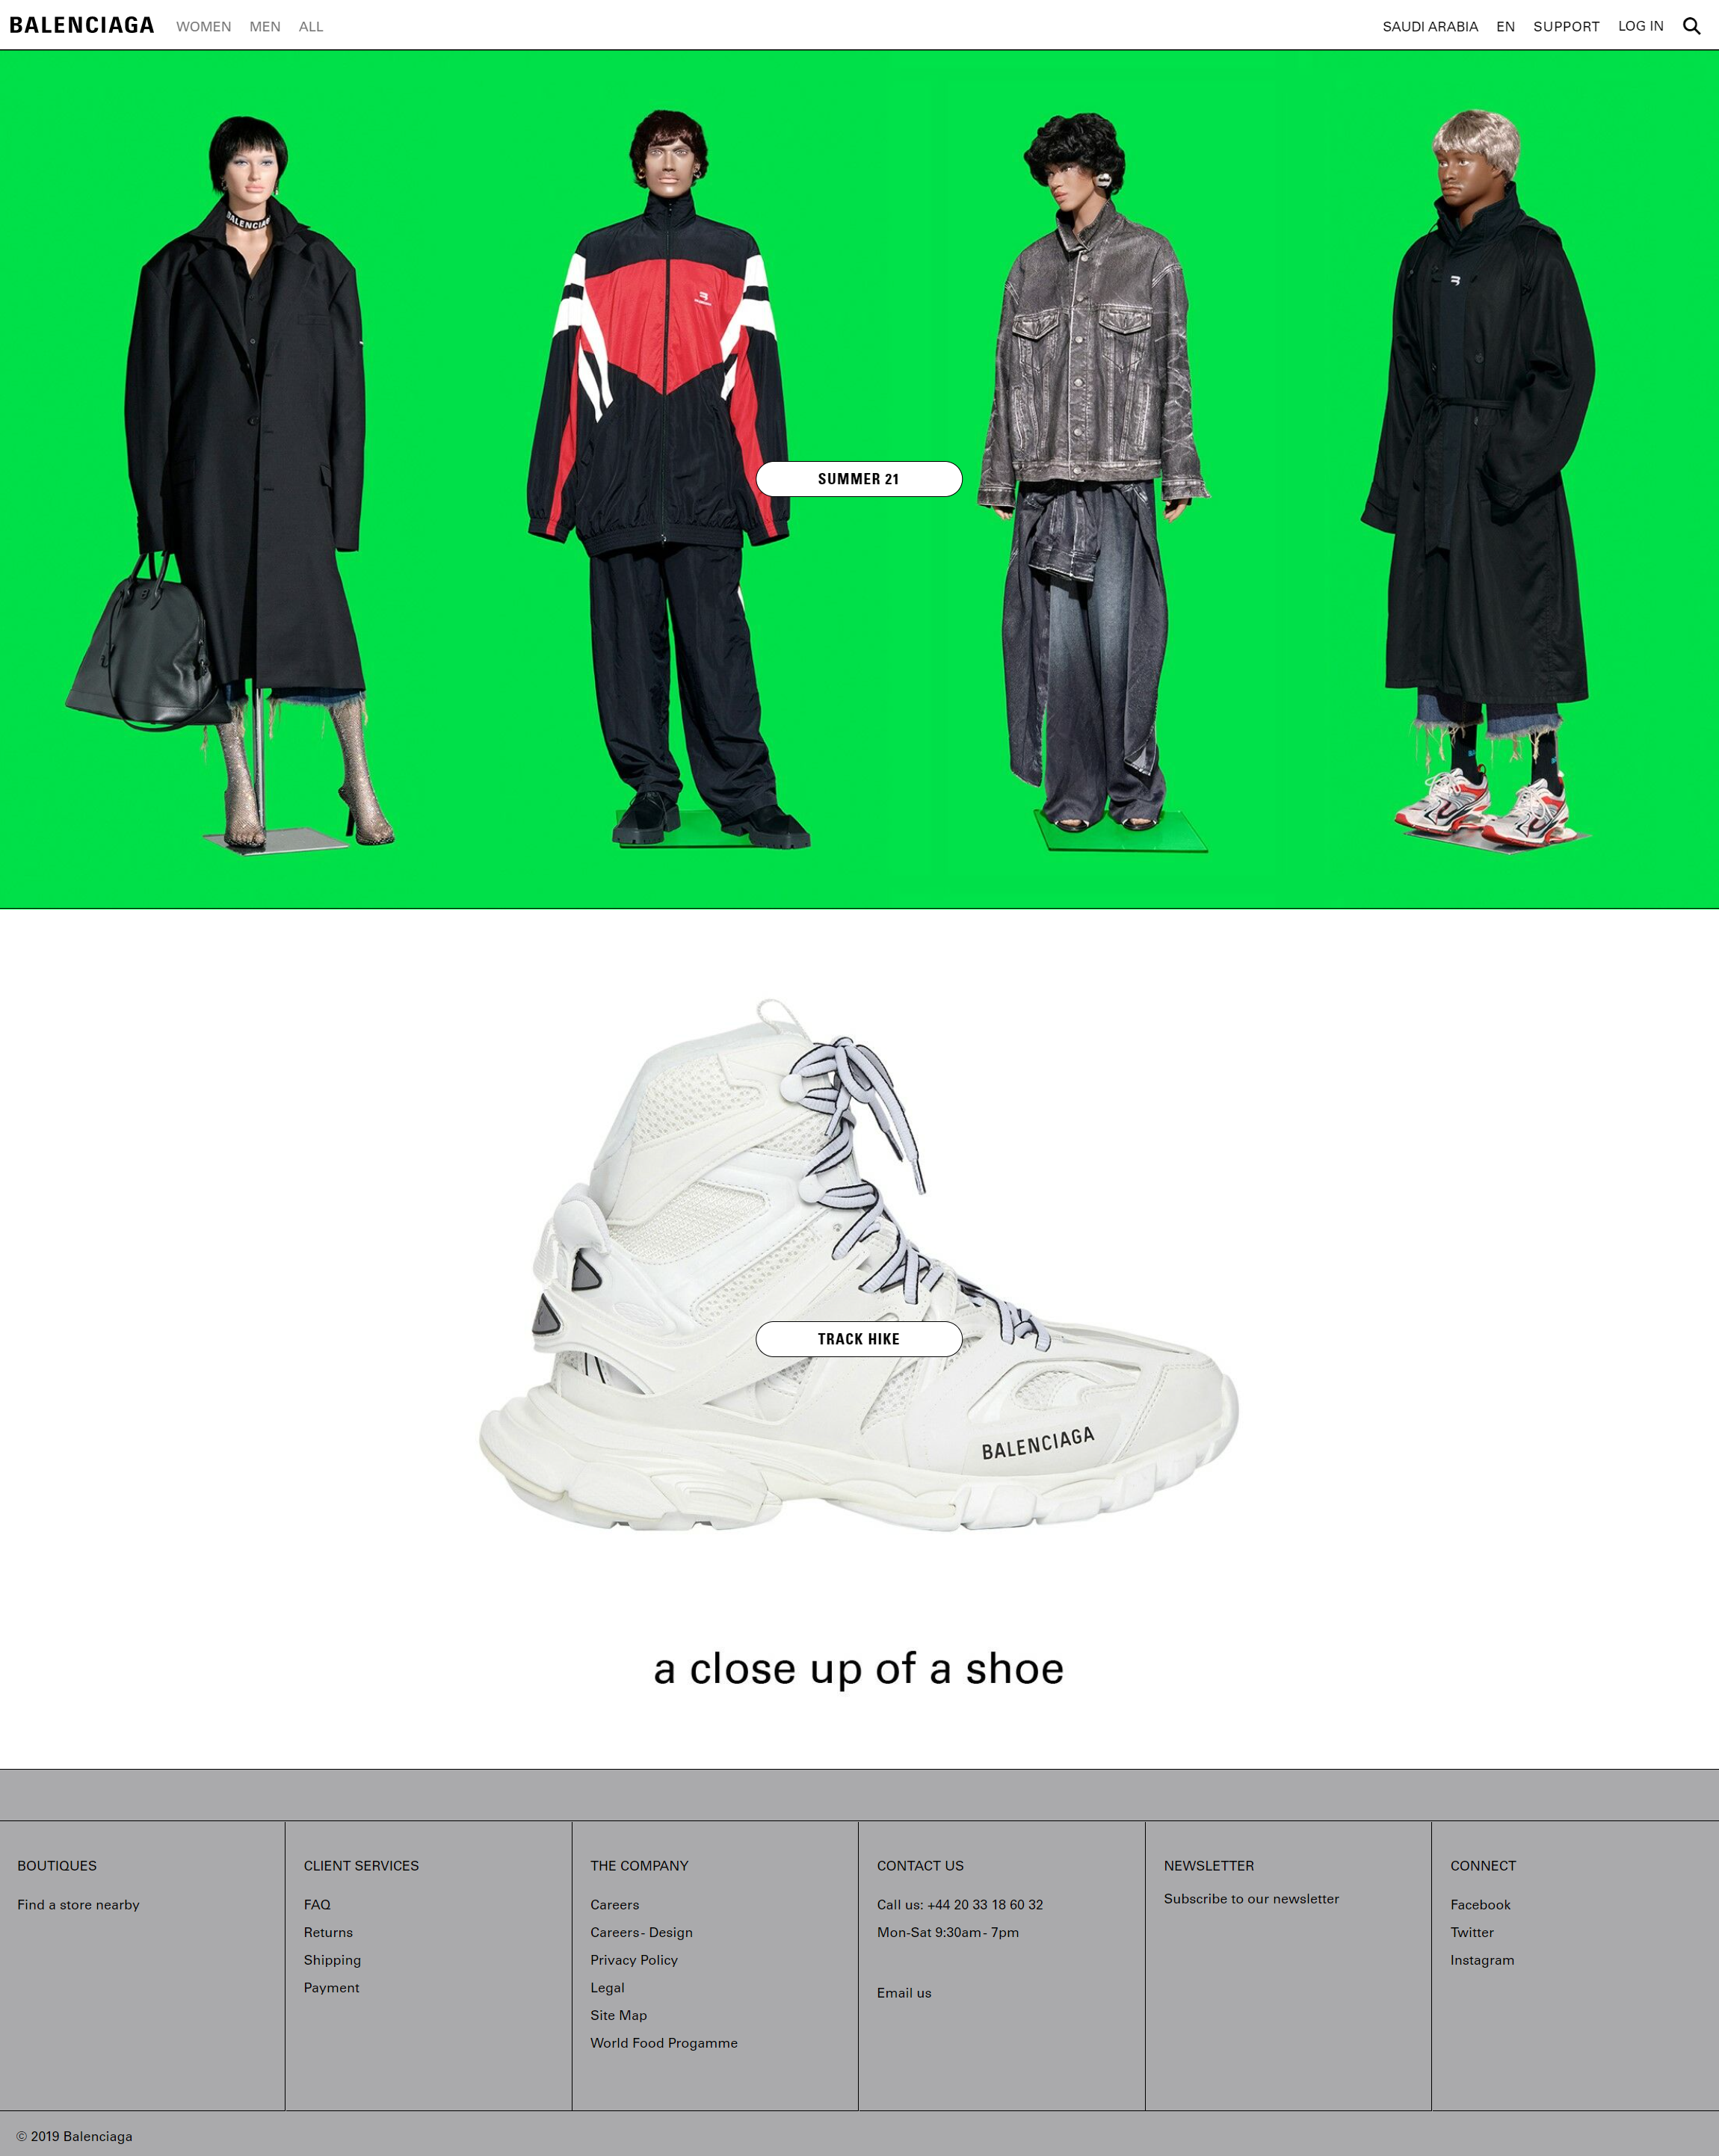 BALENCIAGA WOMEN MEN ALL SAUDI ARABIA EN SUPPORT LOG IN
BALENCIAGA
SUMMER 21
TRACK HIKE
BALENCIAGA
a close up of a shoe
BOUTIQUES
Find a store nearby
CLIENT SERVICES
FAQ
Returns
Shipping
Payment
THE COMPANY
Careers
Careers - Design
Privacy Policy
Legal
Site Map
World Food Progamme
CONTACT US
Call us: +44 20 33 18 60 32
Mon-Sat 9:30am - 7pm
Email us
NEWSLETTER
Subscribe to our newsletter
CONNECT
Facebook
Twitter
Instagram
© 2019 Balenciaga